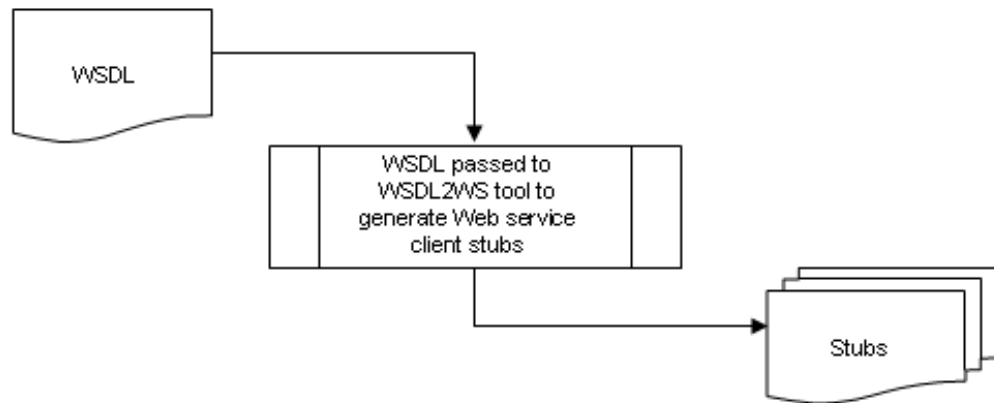 WSDL
WSDL passed to
WSDL2WS tool to
generate Web service
client stubs
Stubs